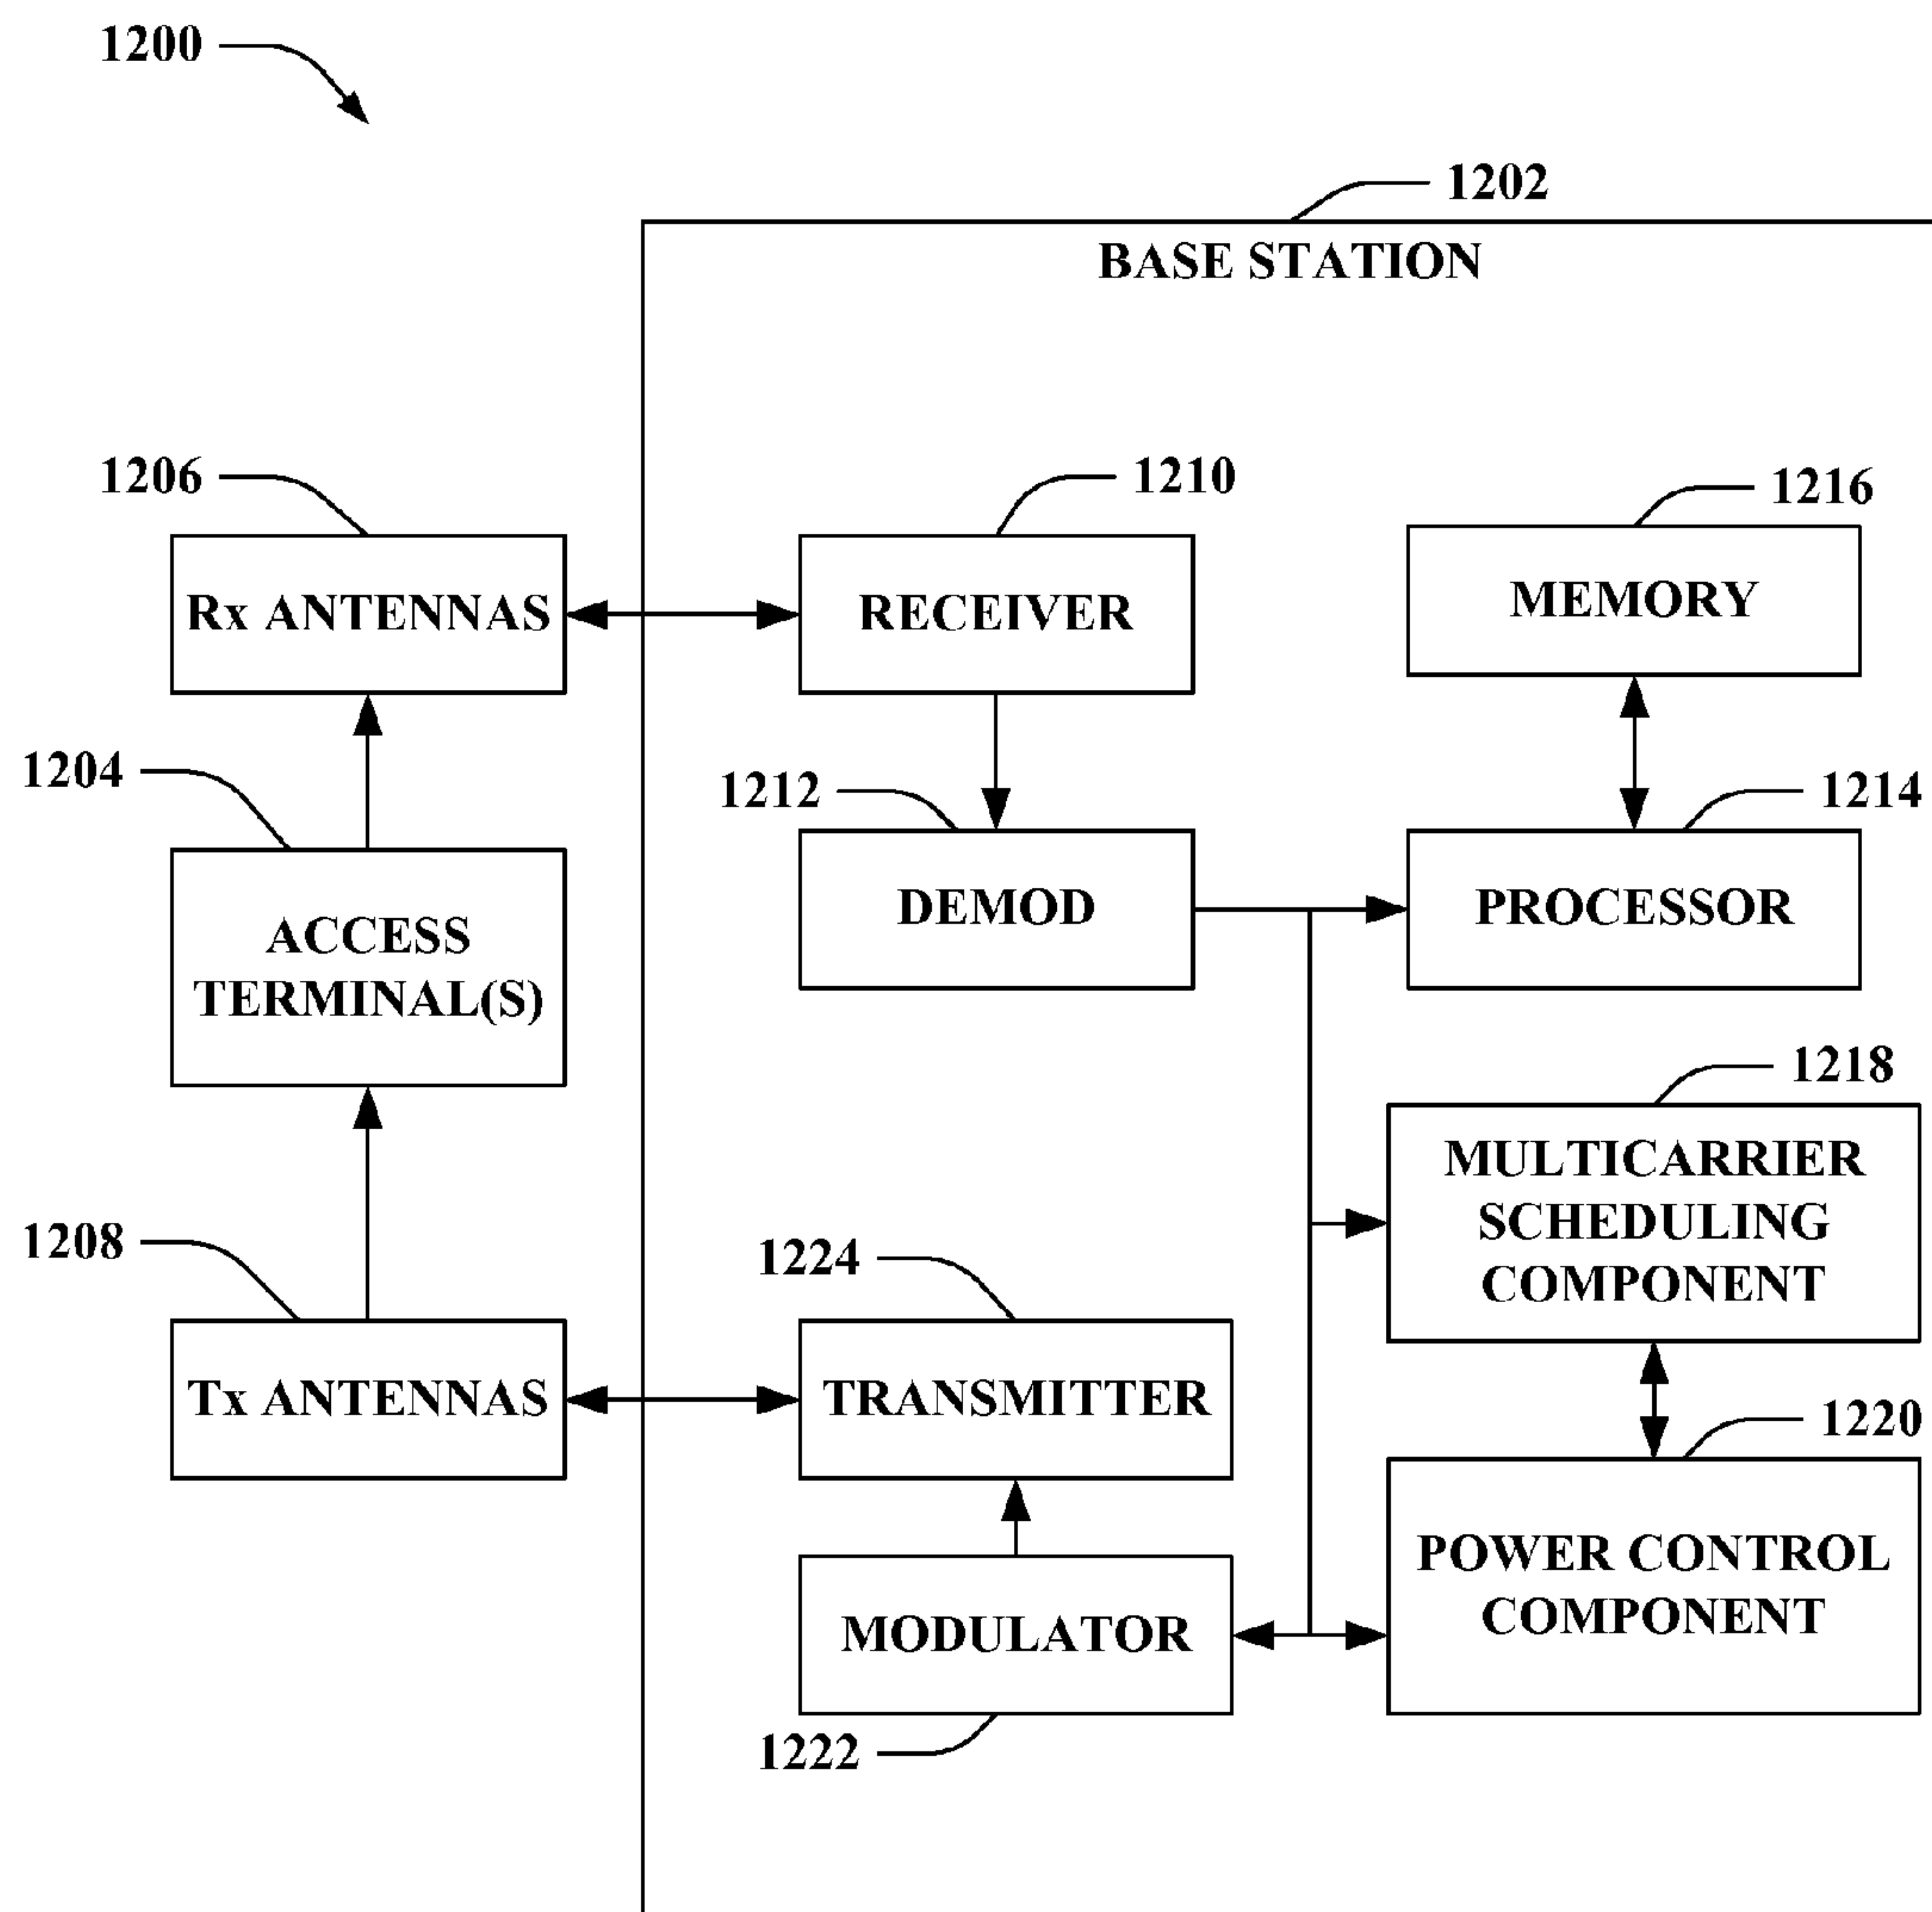 1200
1202
BASE STATION
1206
1210
1216
Rx ANTENNAS
RECEIVER
MEMORY
1204
1212
1214
ACCESS
TERMINAL(S)
DEMOD
PROCESSOR
1218
MULTICARRIER
SCHEDULING
COMPONENT
1208
1224
1220
Tx ANTENNAS
TRANSMITTER
POWER CONTROL
COMPONENT
MODULATOR
1222